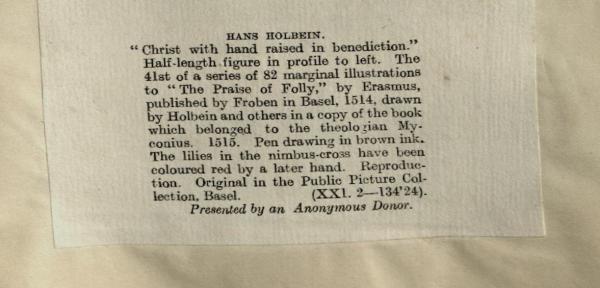 HANS HOLBEIN.
“Christ with hand raised in benediction.”
Half-length figure in profile to left. The
41st of a series of 82 marginal illustrations
to “The Praise of Folly,” by Erasmus,
published by Froben in Basel, 1514, drawn
by Holbein and others in a copy of the book
which belonged to the theologian My-
conius. 1515. Pen drawing in brown ink.
The lilies in the nimbus-cross have been
coloured red by a later hand. Reproduc-
tion. Original in the Public Picture Col-
lection, Basel. (XXI. 2—134'24).
Presented by an Anonymous Donor.